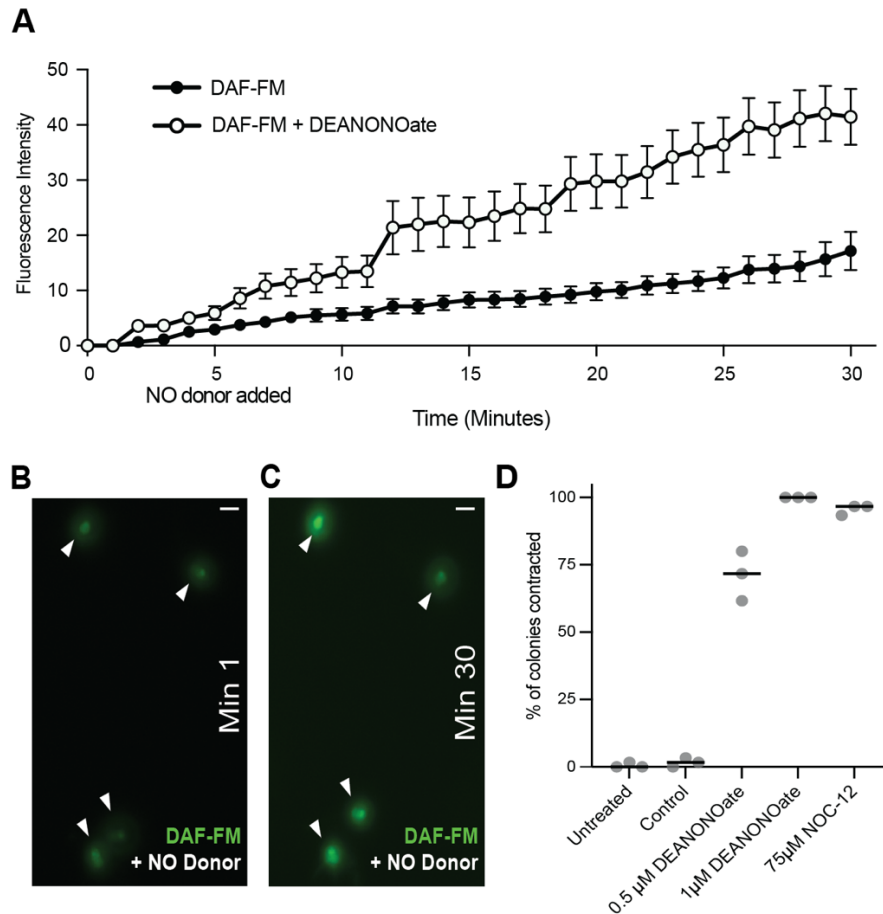 A
DAF-FM
DAF-FM + DEANONOate
Fluorescence Intensity
50
40
30
20
10
0
0
5
10
15
20
25
30
NO donor added
Time (Minutes)
B
Min 1
DAF-FM
+ NO Donor
C
Min 30
DAF-FM
+ NO Donor
D
% of colonies contracted
100
75
50
25
0
Untreated
Control
0.5 µM DEANONOate
1µM DEANONOate
75µM NOC-12